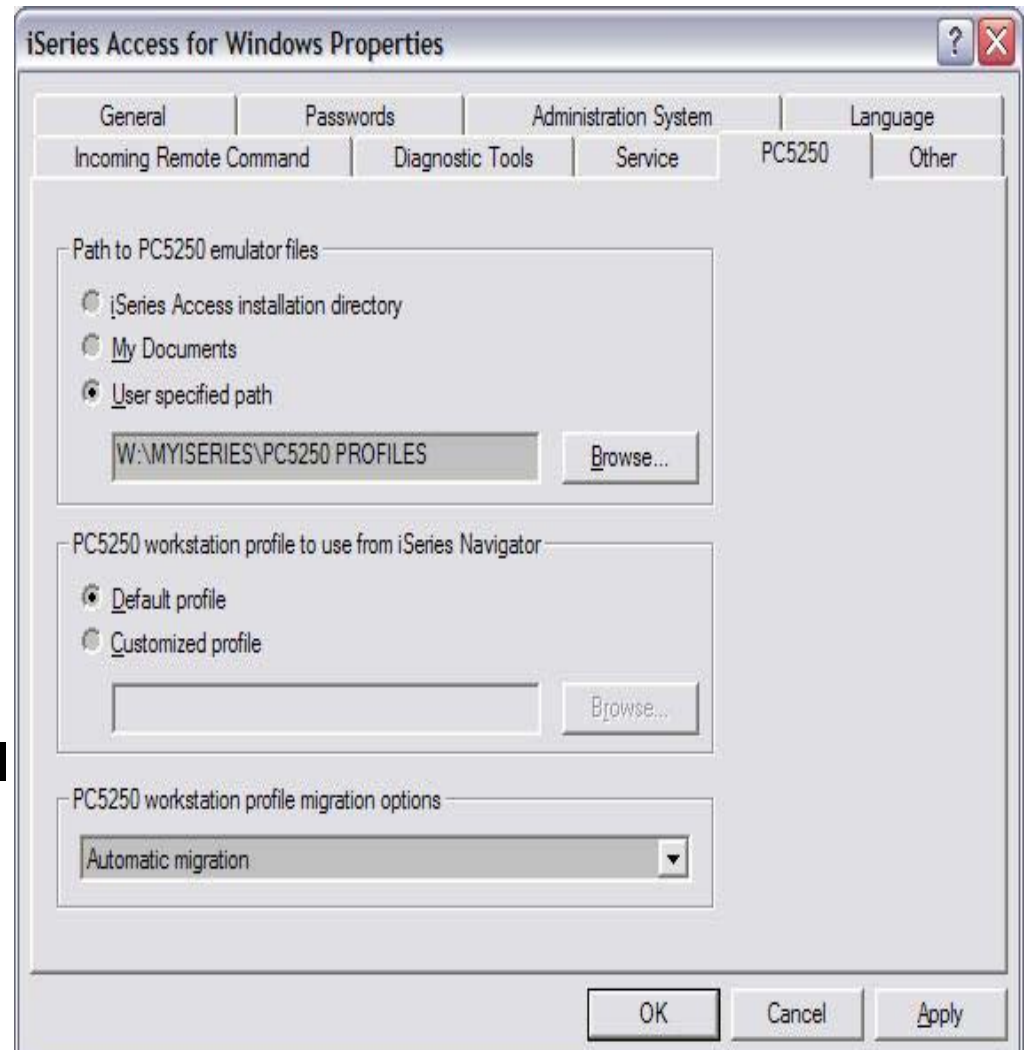 iSeries Access for Windows Properties
?
X
General Passwords Administration System Language
Incoming Remote Command Diagnostic Tools Service PC5250 Other
Path to PC5250 emulator files
iSeries Access installation directory
My Documents
User specified path
W:\MYISERIES\PC5250 PROFILES Browse...
PC5250 workstation profile to use from iSeries Navigator
Default profile
Customized profile
Browse...
PC5250 workstation profile migration options
Automatic migration
OK Cancel Apply